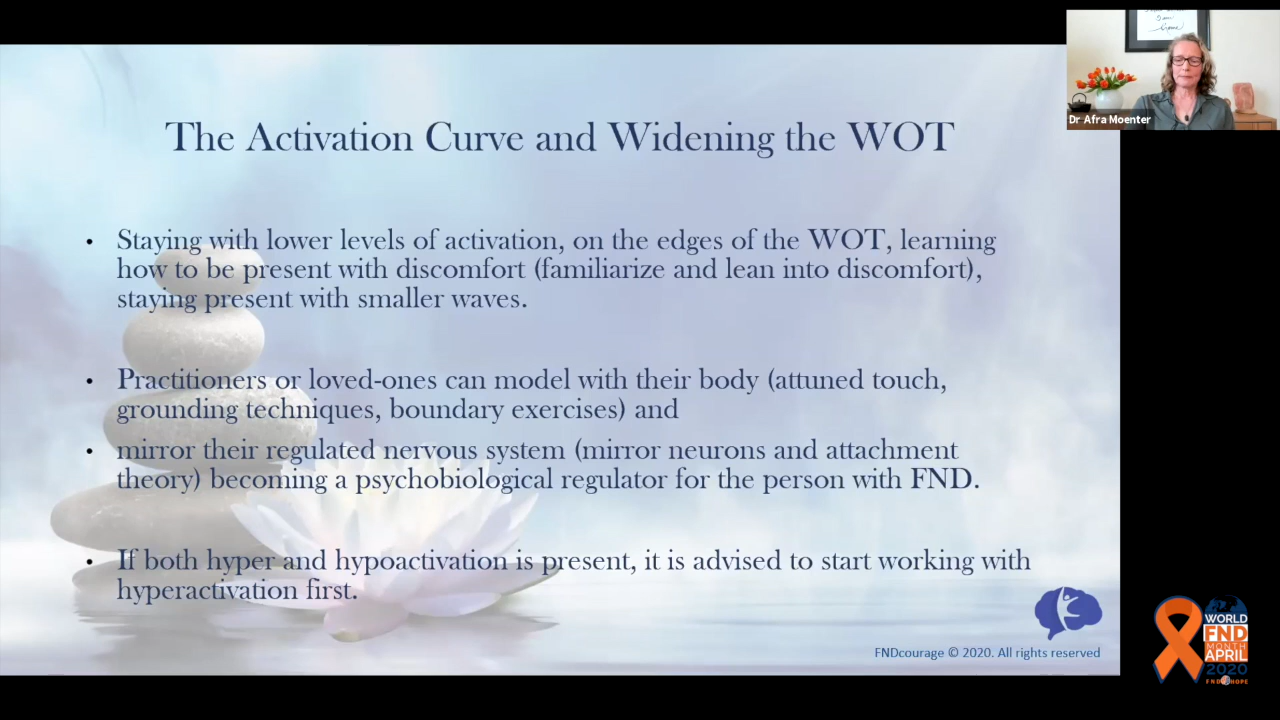 The Activation Curve and Widening the WOT
• Staying with lower levels of activation, on the edges of the WOT, learning
how to be present with discomfort (familiarize and lean into discomfort),
staying present with smaller waves.
• Practitioners or loved-ones can model with their body (attuned touch,
grounding techniques, boundary exercises) and
• mirror their regulated nervous system (mirror neurons and attachment
theory) becoming a psychobiological regulator for the person with FND.
• If both hyper and hypoactivation is present, it is advised to start working with
hyperactivation first.
FNDcourage © 2020. All rights reserved
Dr Afra Moenter
WORLD
FND
MONTH
APRIL
2020
FND HOPE